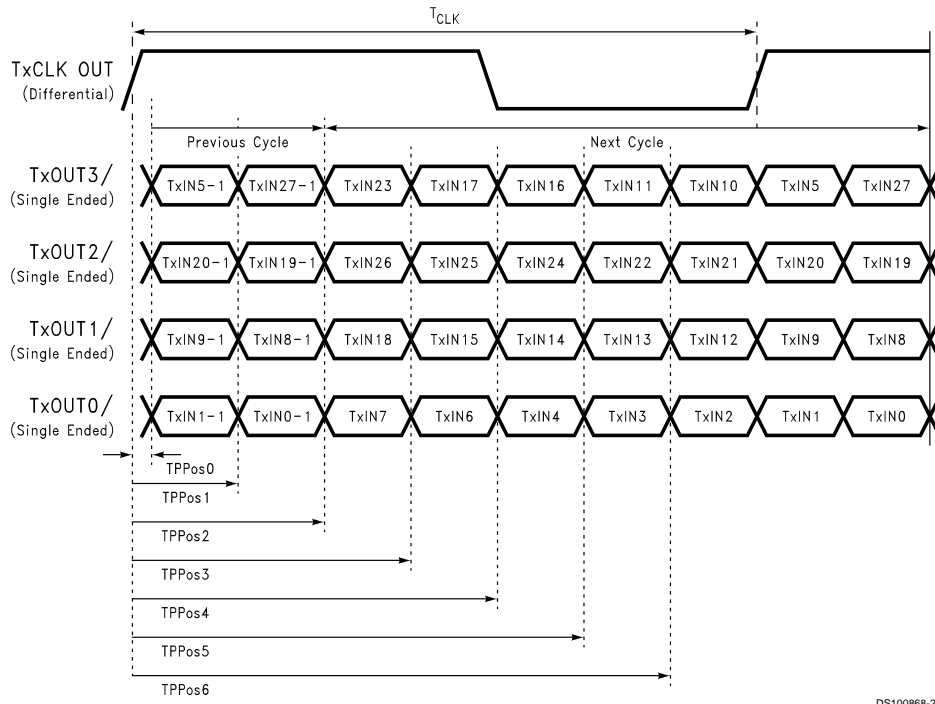 TCLK
TxCLK OUT
(Differential)
Previous Cycle Next Cycle
TxOUT3/
(Single Ended)
TxIN5-1 TxIN27-1 TxIN23 TxIN17 TxIN16 TxIN11 TxIN10 TxIN5 TxIN27
TxOUT2/
(Single Ended)
TxIN20-1 TxIN19-1 TxIN26 TxIN25 TxIN24 TxIN22 TxIN21 TxIN20 TxIN19
TxOUT1/
(Single Ended)
TxIN9-1 TxIN8-1 TxIN18 TxIN15 TxIN14 TxIN13 TxIN12 TxIN9 TxIN8
TxOUT0/
(Single Ended)
TxIN1-1 TxIN0-1 TxIN7 TxIN6 TxIN4 TxIN3 TxIN2 TxIN1 TxIN0
TPPos0
TPPos1
TPPos2
TPPos3
TPPos4
TPPos5
TPPos6
DS100868-2